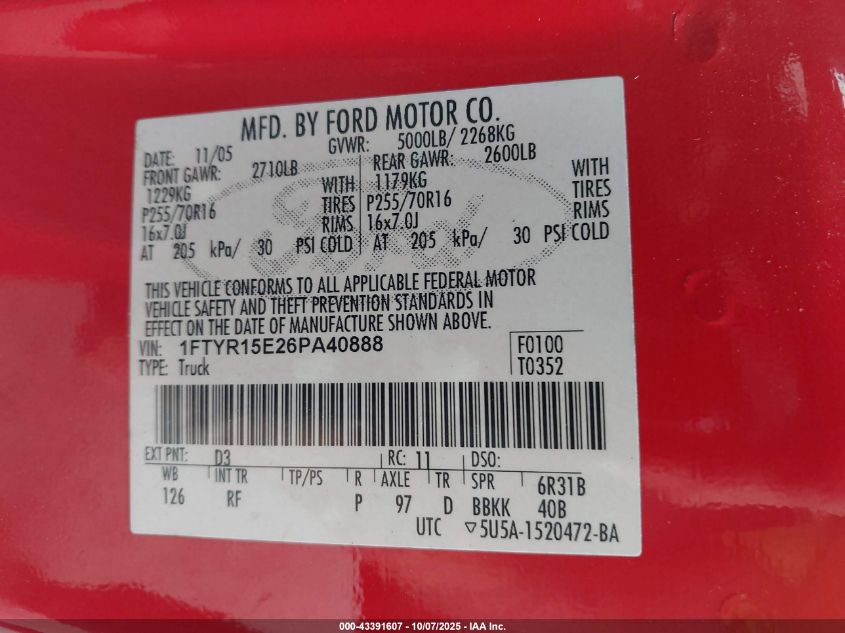 MFD. BY FORD MOTOR CO.
DATE: 11/05 GVWR: 5000LB/ 2268KG
FRONT GAWR: 2710LB REAR GAWR: 2600LB
1229KG WITH 1179KG WITH
P255/70R16 TIRES P255/70R16 TIRES
16x7.0J RIMS 16x7.0J RIMS
AT 205 kPa/ 30 PSI COLD AT 205 kPa/ 30 PSI COLD
THIS VEHICLE CONFORMS TO ALL APPLICABLE FEDERAL MOTOR
VEHICLE SAFETY AND THEFT PREVENTION STANDARDS IN
EFFECT ON THE DATE OF MANUFACTURE SHOWN ABOVE.
VIN: 1FTYR15E26PA40888 F0100
TYPE: Truck T0352
EXT PNT: D3 RC: 11 DSO:
WB INT TR TP/PS R AXLE TR SPR 6R31B
126 RF P 97 D BBKK 40B
UTC ▽5U5A-1520472-BA
000-43391607 - 10/07/2025 - IAA Inc.